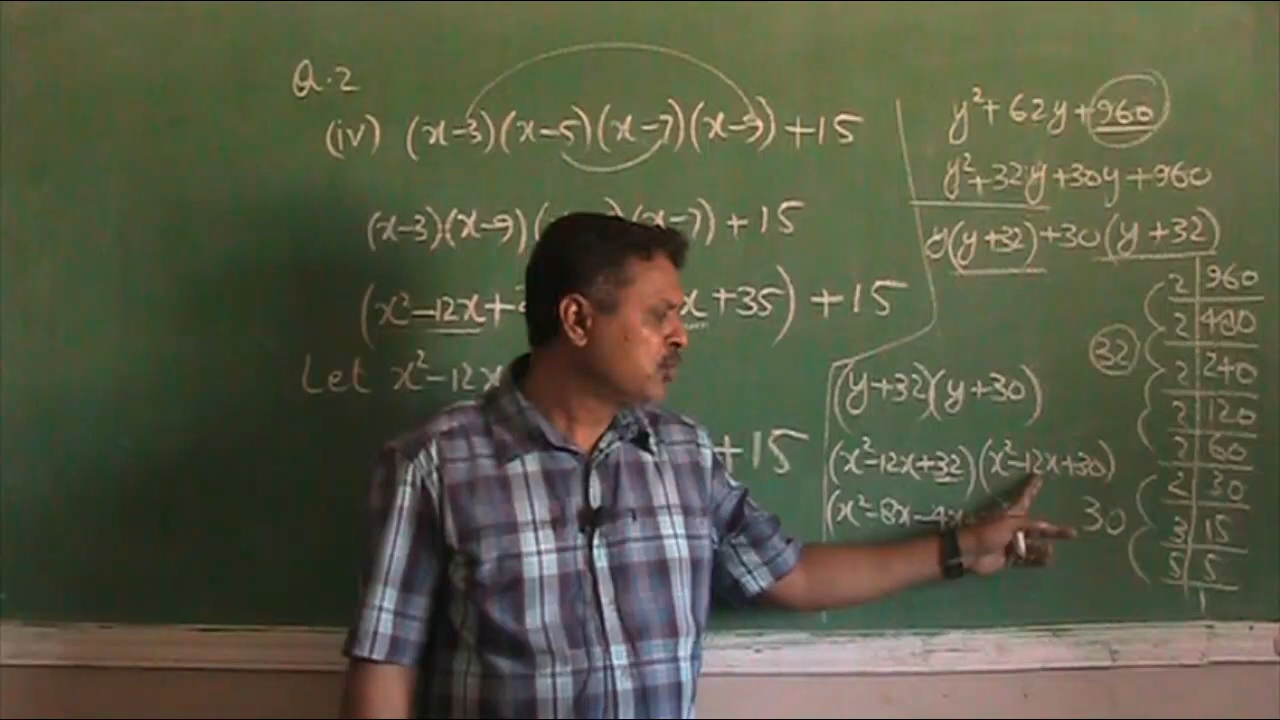 Q.2
(iv) (x-3)(x-5)(x-7)(x-9)+15
(x-3)(x-9)( (x-7)+15
(x²-12x+ x+35)+15
Let x²-12x
+15
y²+62y+960
y²+32y+30y+960
y(y+32)+30(y+32)
(y+32)(y+30)
(x²-12x+32)(x²-12x+30)
(x²-8x-4x
32
30
2 960
2 480
2 240
2 120
2 60
2 30
3 15
5 5
1